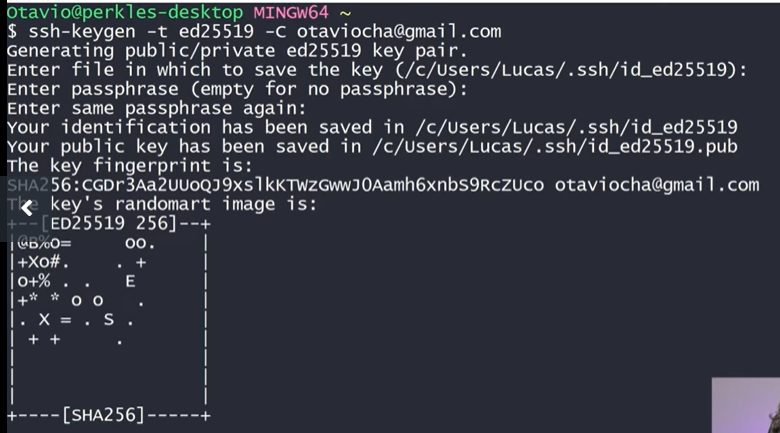 Otavio@perkles-desktop MINGW64 ~
$ ssh-keygen -t ed25519 -C otaviocha@gmail.com
Generating public/private ed25519 key pair.
Enter file in which to save the key (/c/Users/Lucas/.ssh/id_ed25519):
Enter passphrase (empty for no passphrase):
Enter same passphrase again:
Your identification has been saved in /c/Users/Lucas/.ssh/id_ed25519
Your public key has been saved in /c/Users/Lucas/.ssh/id_ed25519.pub
The key fingerprint is:
SHA256:CGDr3Aa2UUoQJ9xslkKTWzGwwJ0Aamh6xnbS9RcZUco otaviocha@gmail.com
The key's randomart image is:
+--[ED25519 256]--+
|@B%o=     oo.    |
|+Xo#.    . +     |
|o+% . .   E      |
|+* * o o   .     |
|. X = . S .      |
| + +     .       |
|                 |
|                 |
|                 |
+----[SHA256]-----+